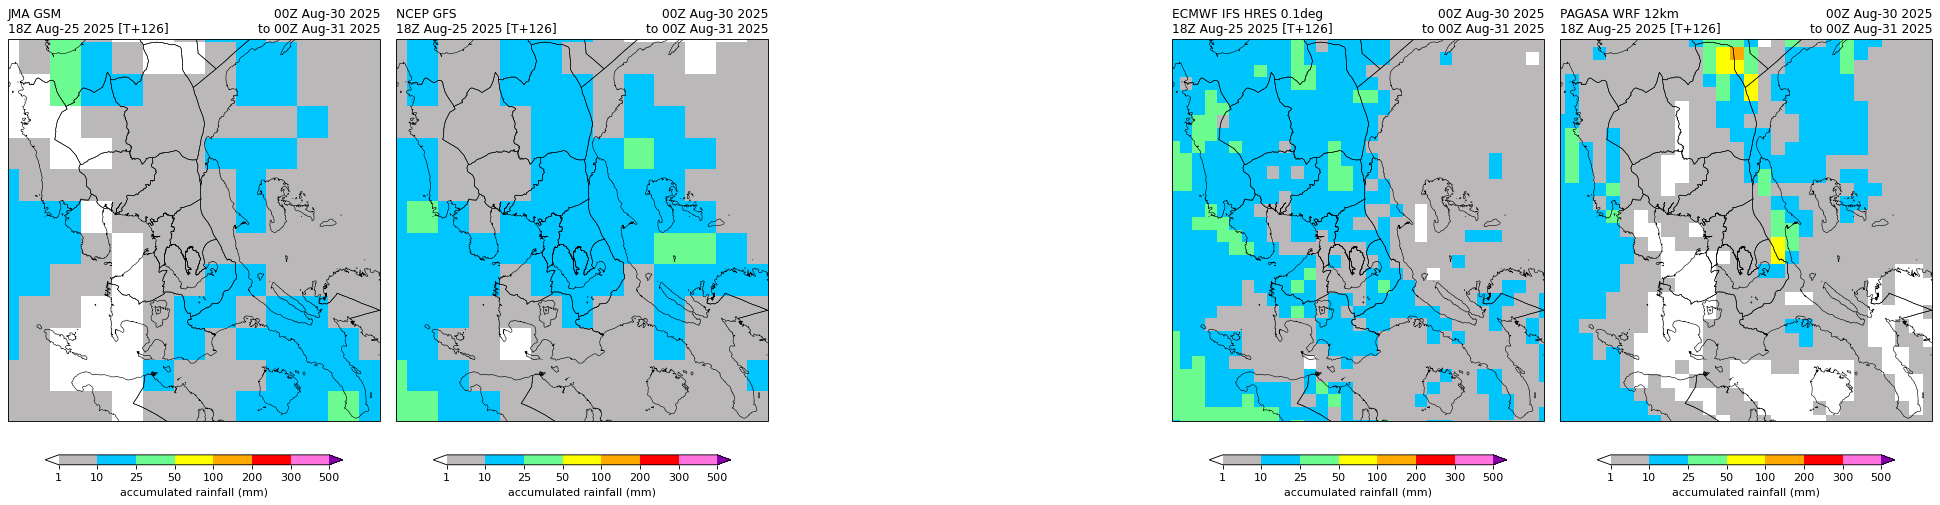 JMA GSM 00Z Aug-30 2025
18Z Aug-25 2025 [T+126] to 00Z Aug-31 2025
NCEP GFS 00Z Aug-30 2025
18Z Aug-25 2025 [T+126] to 00Z Aug-31 2025
ECMWF IFS HRES 0.1deg 00Z Aug-30 2025
18Z Aug-25 2025 [T+126] to 00Z Aug-31 2025
PAGASA WRF 12km 00Z Aug-30 2025
18Z Aug-25 2025 [T+126] to 00Z Aug-31 2025
1 10 25 50 100 200 300 500
accumulated rainfall (mm)
1 10 25 50 100 200 300 500
accumulated rainfall (mm)
1 10 25 50 100 200 300 500
accumulated rainfall (mm)
1 10 25 50 100 200 300 500
accumulated rainfall (mm)